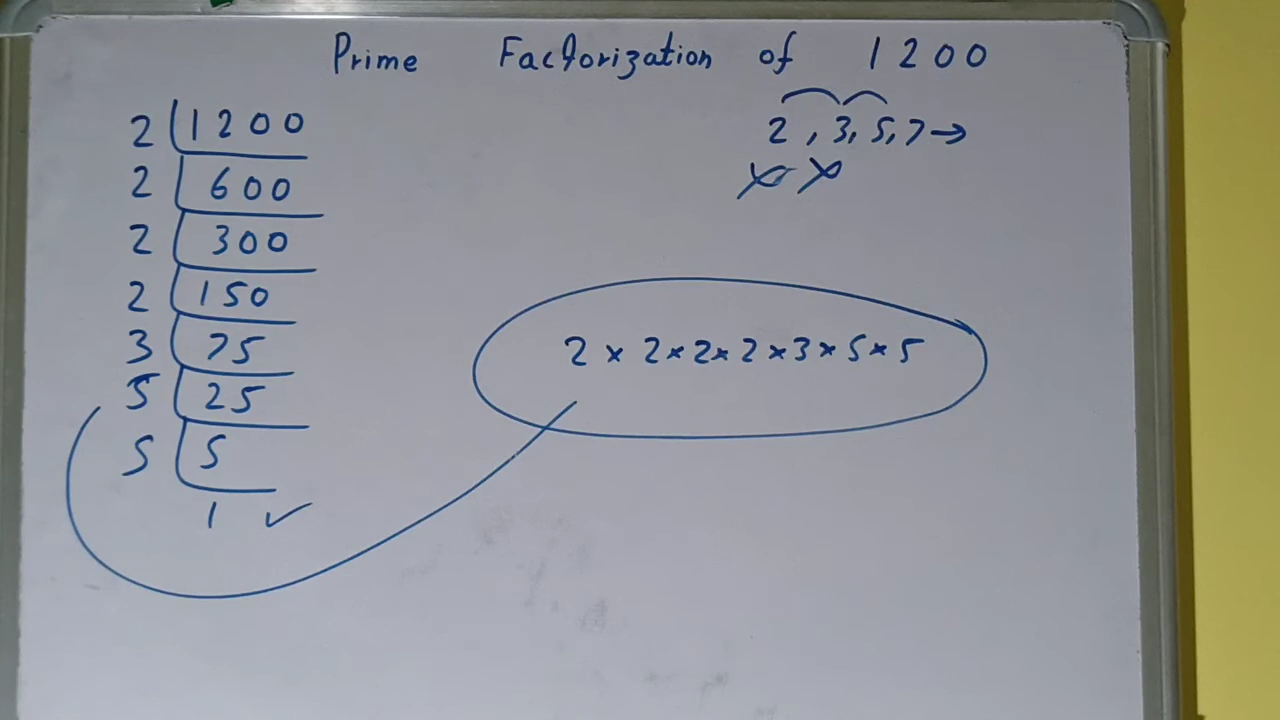 Prime Factorization of 1200
2, 3, 5, 7 →
2 | 1200
2 | 600
2 | 300
2 | 150
3 | 75
5 | 25
5 | 5
1 ✓
2 × 2 × 2 × 2 × 3 × 5 × 5